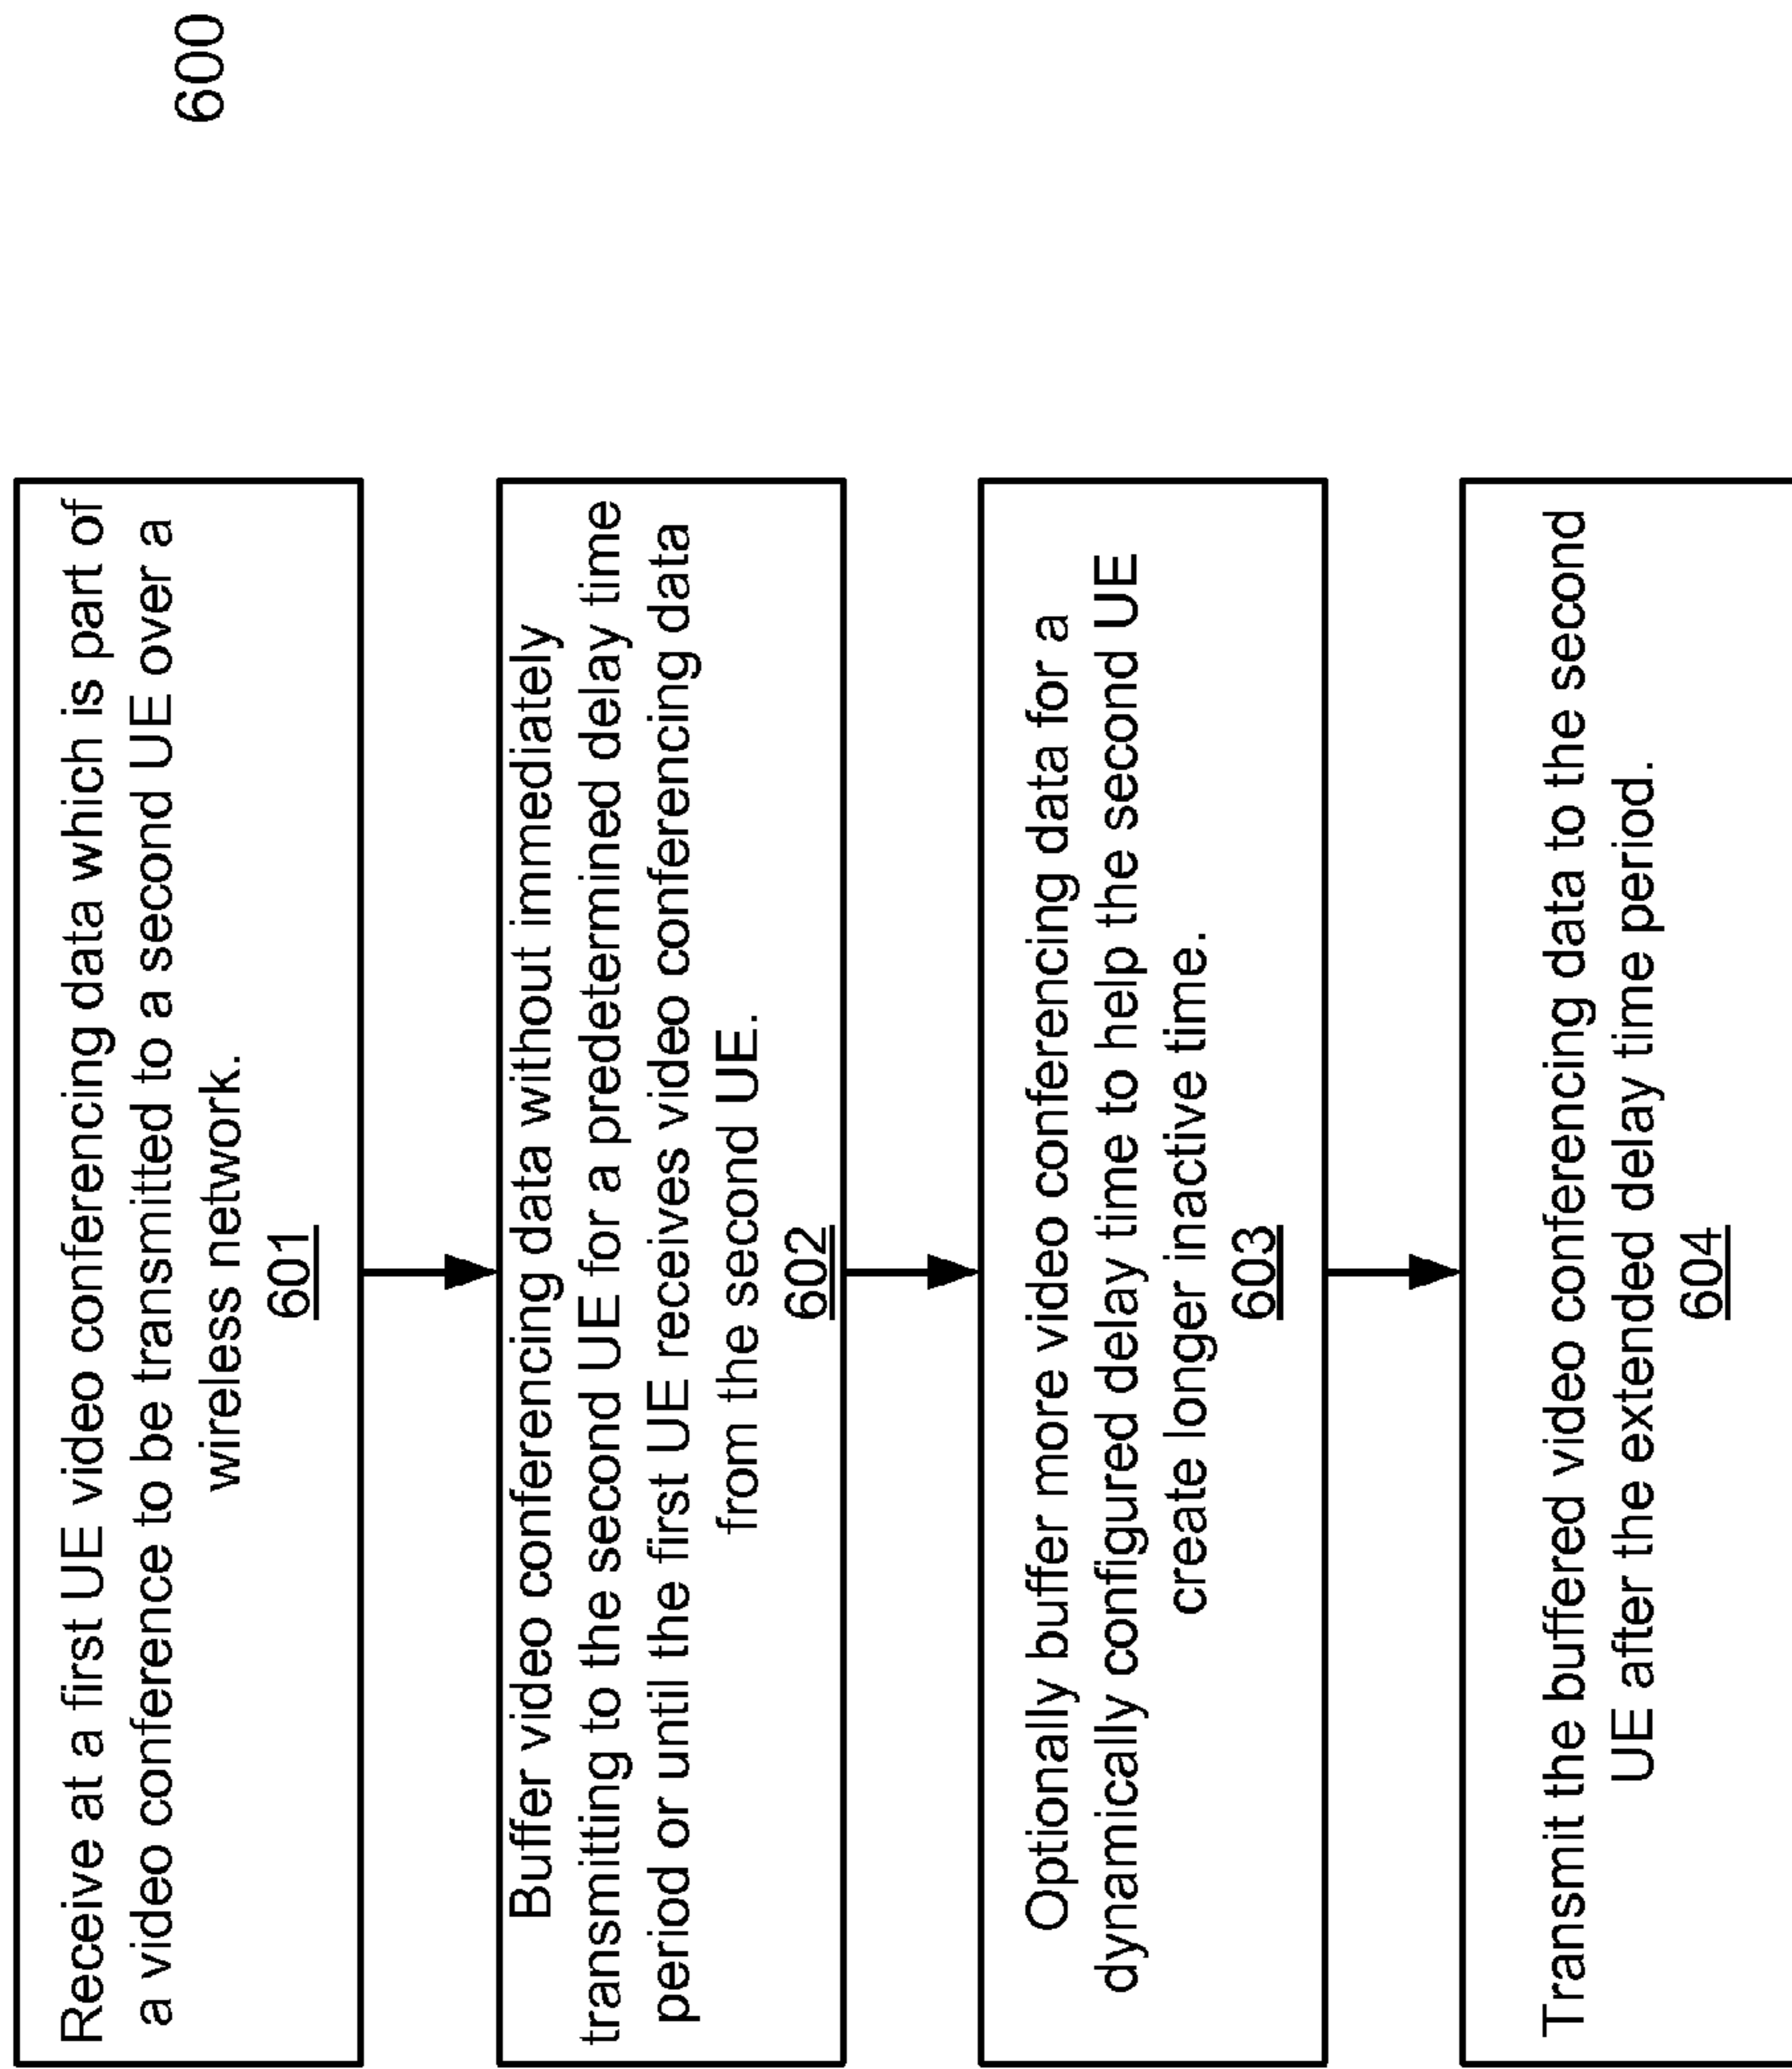 600
Receive at a first UE video conferencing data which is part of
a video conference to be transmitted to a second UE over a
wireless network.
601
Buffer video conferencing data without immediately
transmitting to the second UE for a predetermined delay time
period or until the first UE receives video conferencing data
from the second UE.
602
Optionally buffer more video conferencing data for a
dynamically configured delay time to help the second UE
create longer inactive time.
603
Transmit the buffered video conferencing data to the second
UE after the extended delay time period.
604